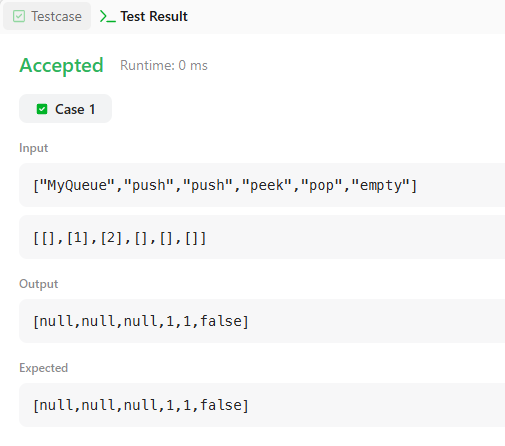 Testcase
Test Result
Accepted Runtime: 0 ms
Case 1
Input
["MyQueue","push","push","peek","pop","empty"]
[[],[1],[2],[],[],[]]
Output
[null,null,null,1,1,false]
Expected
[null,null,null,1,1,false]